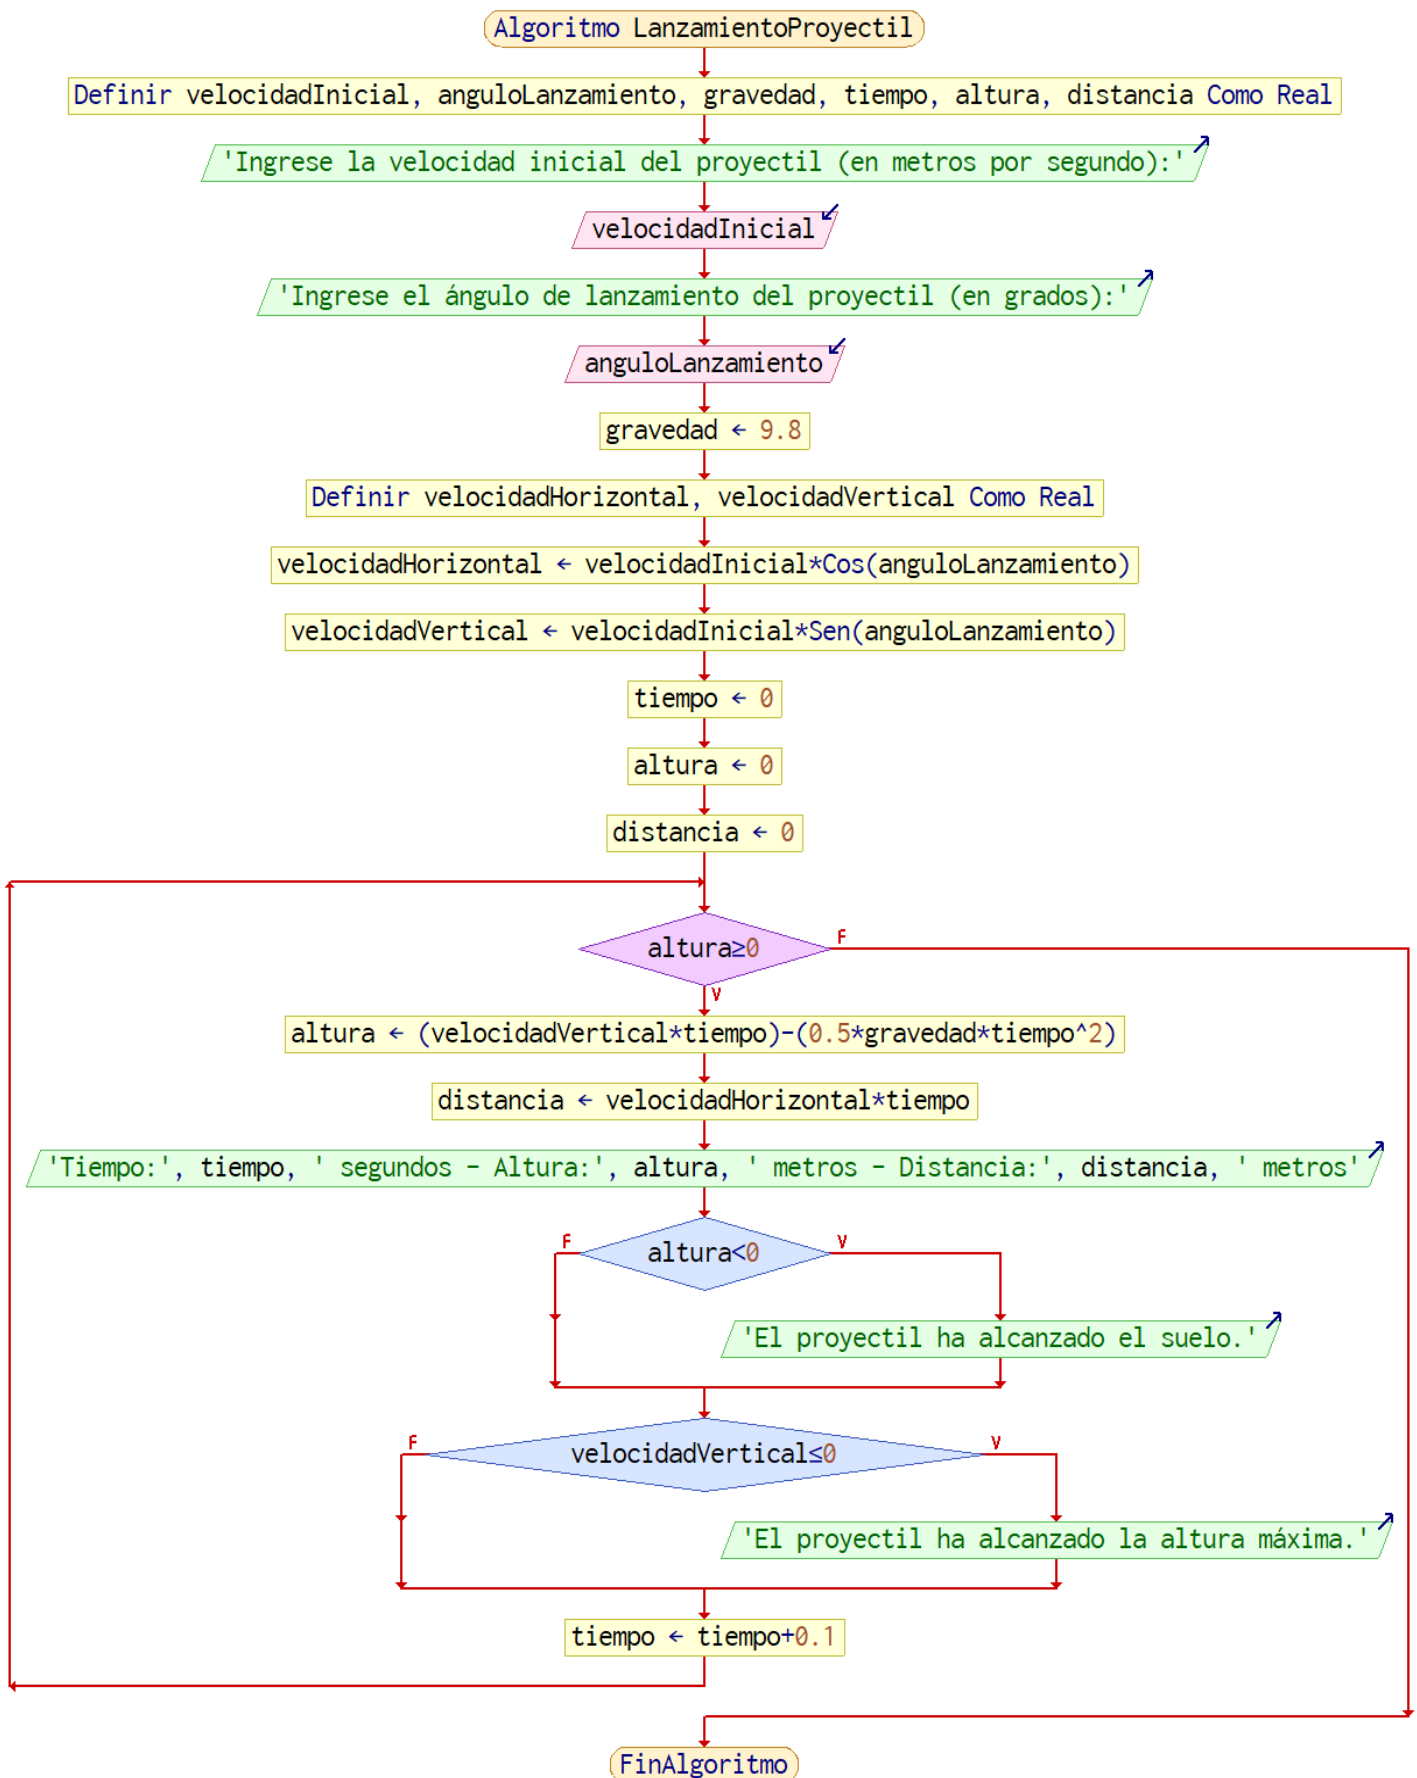 Algoritmo LanzamientoProyectil
Definir velocidadInicial, anguloLanzamiento, gravedad, tiempo, altura, distancia Como Real
'Ingrese la velocidad inicial del proyectil (en metros por segundo):'
velocidadInicial
'Ingrese el ángulo de lanzamiento del proyectil (en grados):'
anguloLanzamiento
gravedad ← 9.8
Definir velocidadHorizontal, velocidadVertical Como Real
velocidadHorizontal ← velocidadInicial*Cos(anguloLanzamiento)
velocidadVertical ← velocidadInicial*Sen(anguloLanzamiento)
tiempo ← 0
altura ← 0
distancia ← 0
altura≥0
F
V
altura ← (velocidadVertical*tiempo)-(0.5*gravedad*tiempo^2)
distancia ← velocidadHorizontal*tiempo
'Tiempo:', tiempo, ' segundos - Altura:', altura, ' metros - Distancia:', distancia, ' metros'
F
altura<0
V
'El proyectil ha alcanzado el suelo.'
F
velocidadVertical≤0
V
'El proyectil ha alcanzado la altura máxima.'
tiempo ← tiempo+0.1
FinAlgoritmo